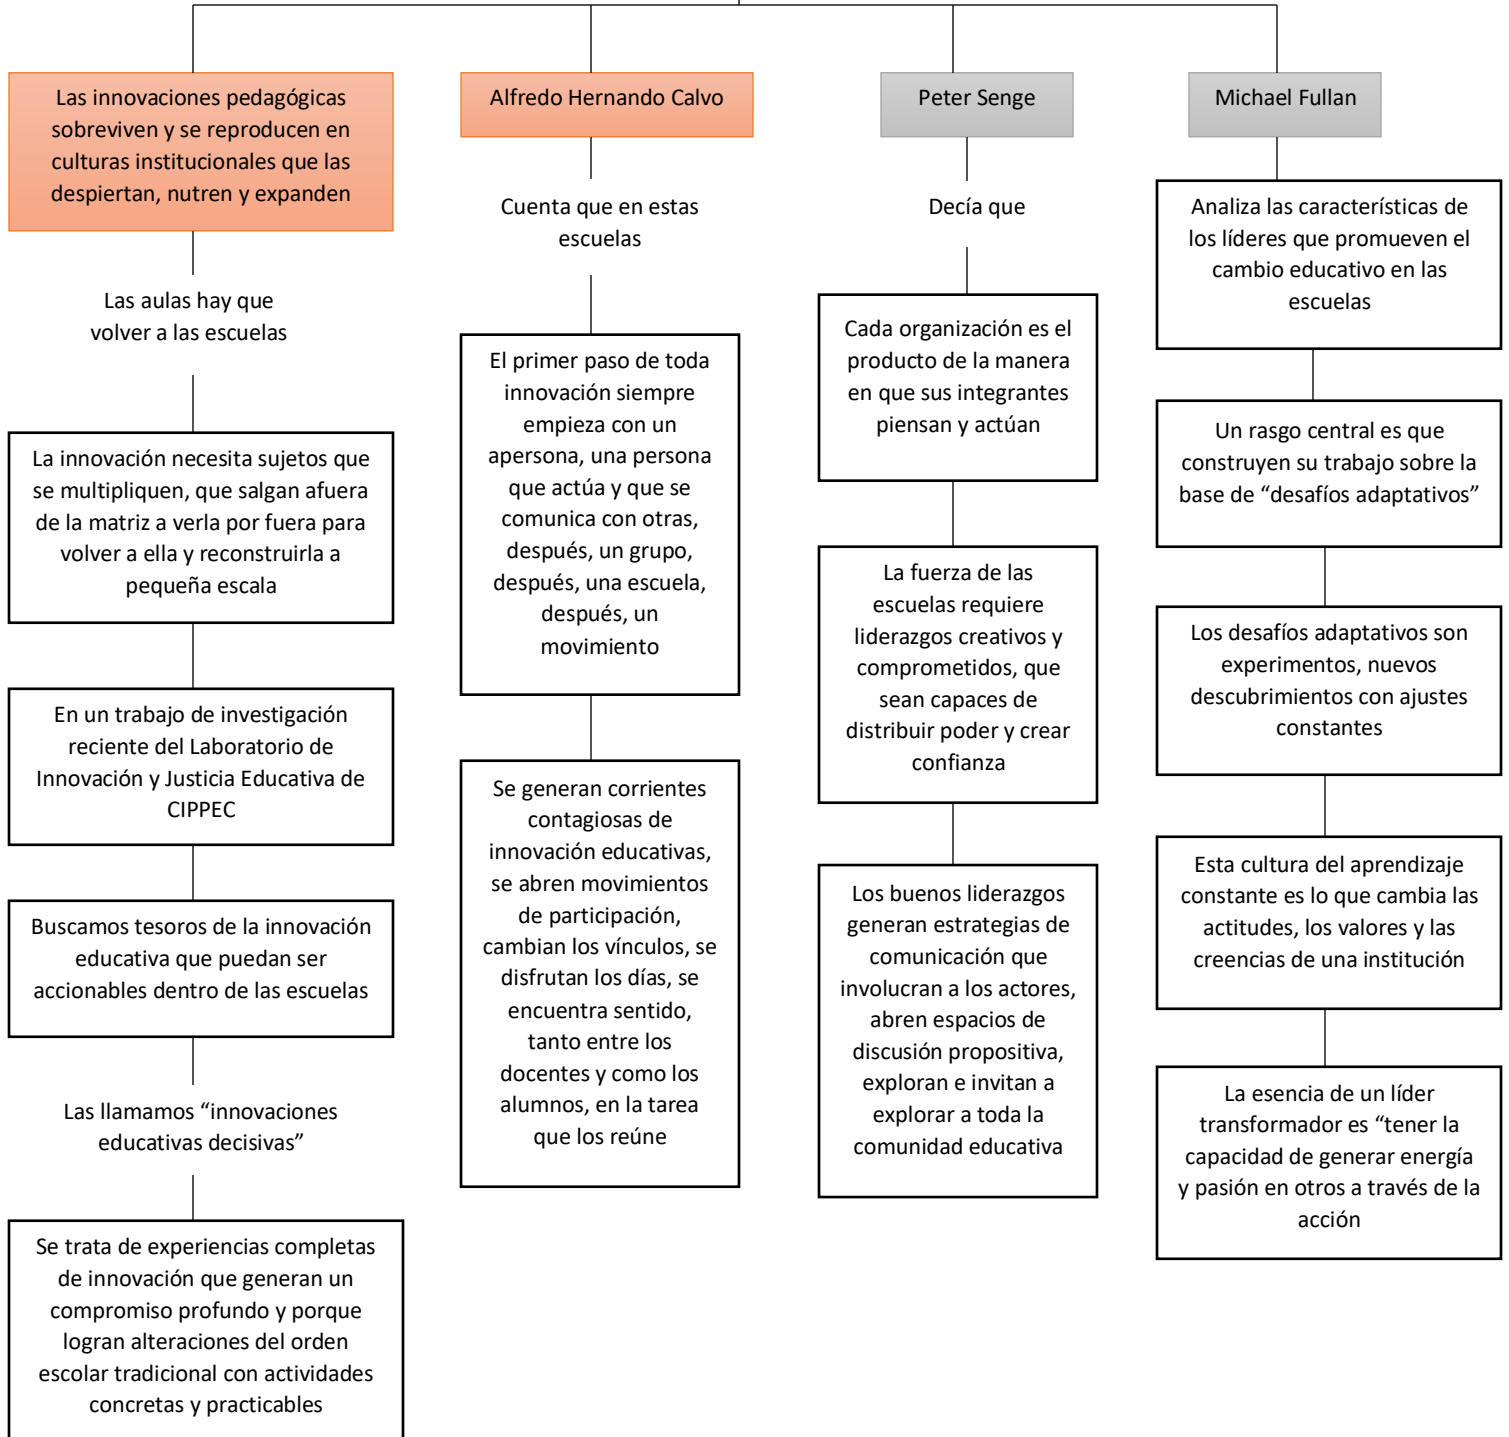 Las innovaciones pedagógicas
sobreviven y se reproducen en
culturas institucionales que las
despiertan, nutren y expanden
Las aulas hay que
volver a las escuelas
La innovación necesita sujetos que
se multipliquen, que salgan afuera
de la matriz a verla por fuera para
volver a ella y reconstruirla a
pequeña escala
En un trabajo de investigación
reciente del Laboratorio de
Innovación y Justicia Educativa de
CIPPEC
Buscamos tesoros de la innovación
educativa que puedan ser
accionables dentro de las escuelas
Las llamamos “innovaciones
educativas decisivas”
Se trata de experiencias completas
de innovación que generan un
compromiso profundo y porque
logran alteraciones del orden
escolar tradicional con actividades
concretas y practicables
Alfredo Hernando Calvo
Cuenta que en estas
escuelas
El primer paso de toda
innovación siempre
empieza con un
apersona, una persona
que actúa y que se
comunica con otras,
después, un grupo,
después, una escuela,
después, un
movimiento
Se generan corrientes
contagiosas de
innovación educativas,
se abren movimientos
de participación,
cambian los vínculos, se
disfrutan los días, se
encuentra sentido,
tanto entre los
docentes y como los
alumnos, en la tarea
que los reúne
Peter Senge
Decía que
Cada organización es el
producto de la manera
en que sus integrantes
piensan y actúan
La fuerza de las
escuelas requiere
liderazgos creativos y
comprometidos, que
sean capaces de
distribuir poder y crear
confianza
Los buenos liderazgos
generan estrategias de
comunicación que
involucran a los actores,
abren espacios de
discusión propositiva,
exploran e invitan a
explorar a toda la
comunidad educativa
Michael Fullan
Analiza las características de
los líderes que promueven el
cambio educativo en las
escuelas
Un rasgo central es que
construyen su trabajo sobre la
base de “desafíos adaptativos”
Los desafíos adaptativos son
experimentos, nuevos
descubrimientos con ajustes
constantes
Esta cultura del aprendizaje
constante es lo que cambia las
actitudes, los valores y las
creencias de una institución
La esencia de un líder
transformador es “tener la
capacidad de generar energía
y pasión en otros a través de la
acción